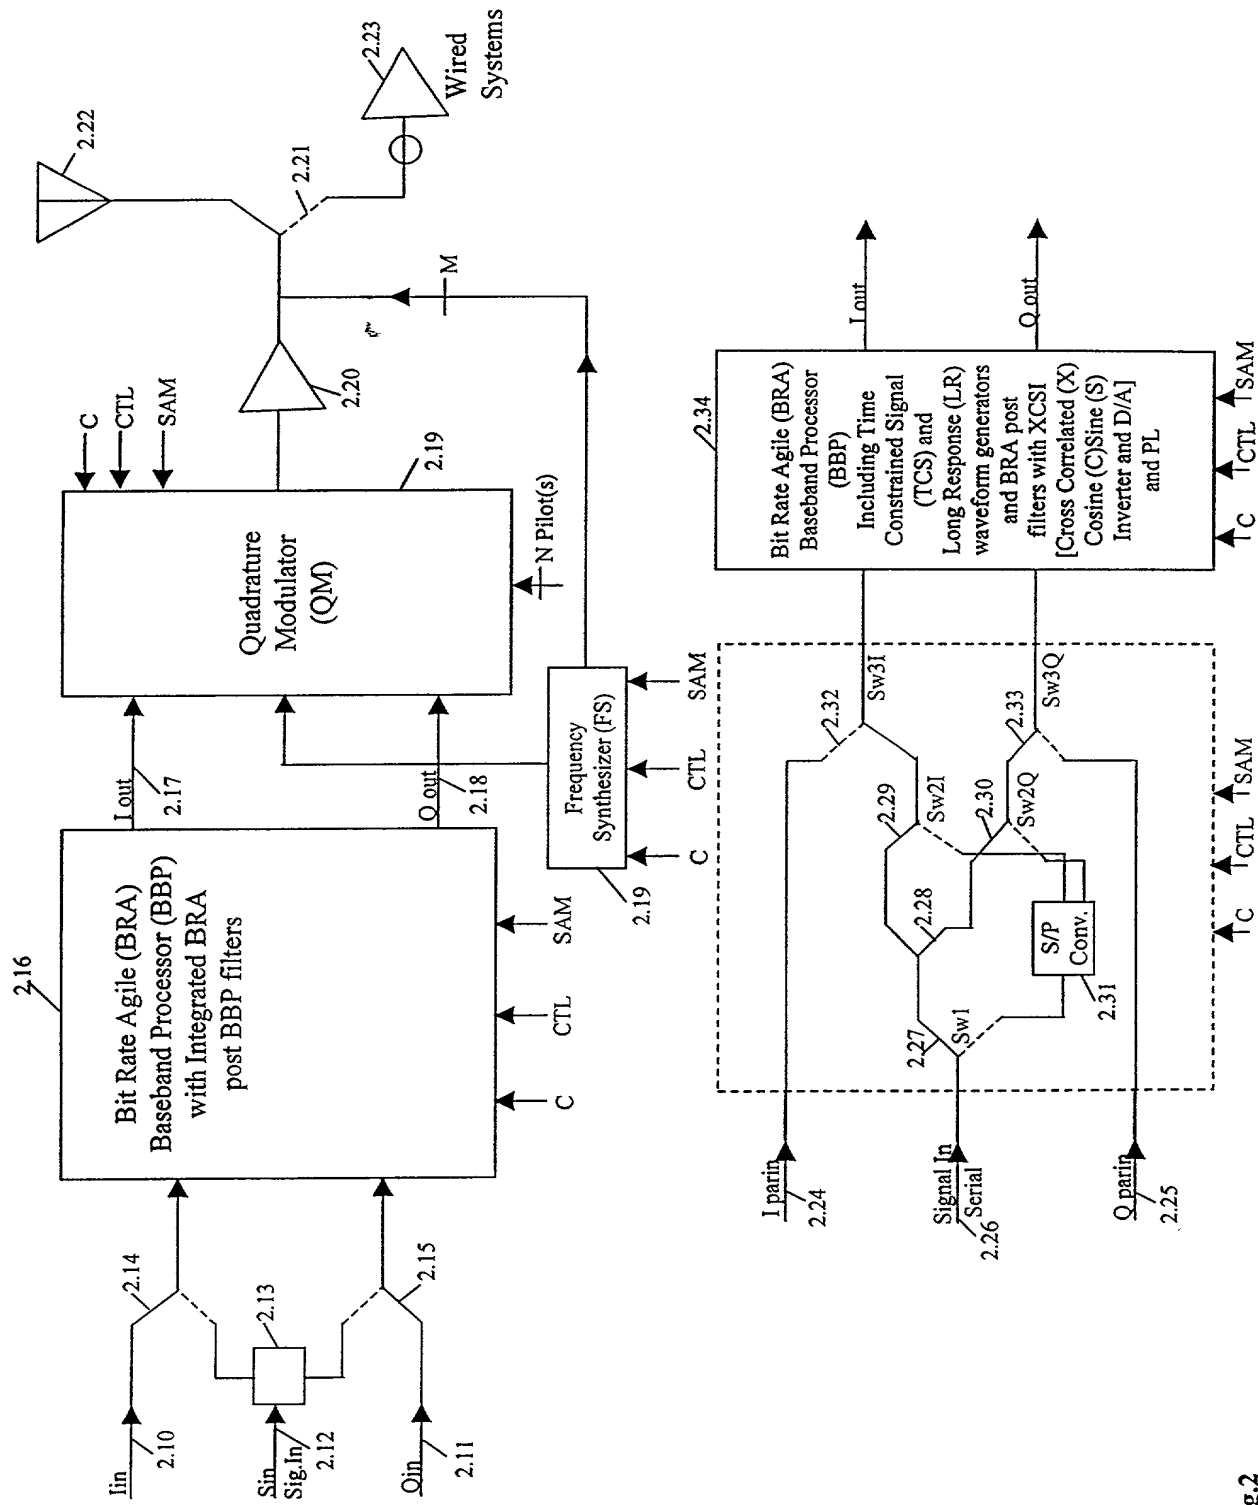 Iin
2.10
Sin
Sig.In
2.12
Qin
2.11
2.13
2.14
2.15
2.16
Bit Rate Agile (BRA)
Baseband Processor (BBP)
with Integrated BRA
post BBP filters
C
CTL
SAM
I out
2.17
Q out
2.18
Quadrature
Modulator
(QM)
2.19
C
CTL
SAM
N Pilot(s)
Frequency
Synthesizer (FS)
2.19
C
CTL
SAM
2.20
M
2.21
2.22
2.23
Wired
Systems
I parin
2.24
Signal In
Serial
2.26
Q parin
2.25
2.27
Sw1
2.28
S/P
Conv.
2.31
2.29
Sw2I
2.30
Sw2Q
2.32
Sw3I
2.33
Sw3Q
C
CTL
SAM
2.34
Bit Rate Agile (BRA)
Baseband Processor
(BBP)
Including Time
Constrained Signal
(TCS) and
Long Response (LR)
waveform generators
and BRA post
filters with XCSI
[Cross Correlated (X)
Cosine (C)Sine (S)
Inverter and D/A]
and PL
C
CTL
SAM
I out
Q out
g.2